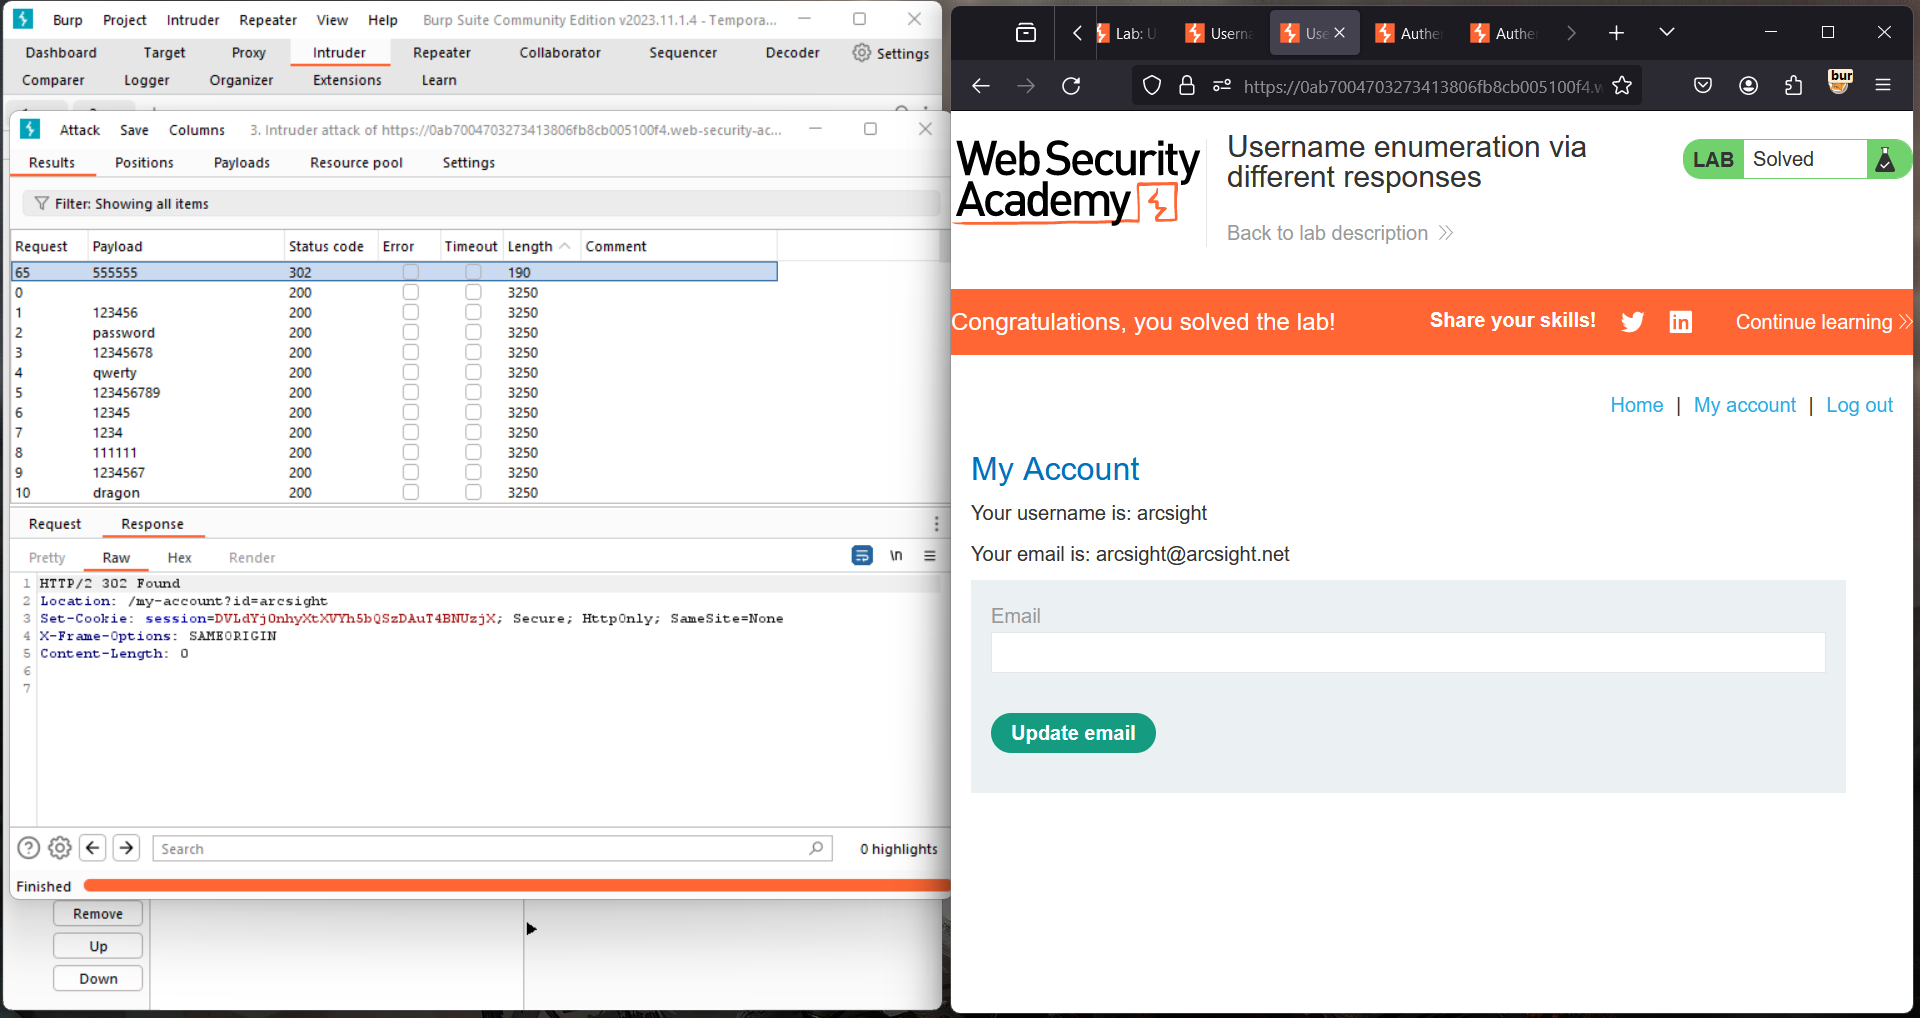 Burp Project Intruder Repeater View Help Burp Suite Community Edition v2023.11.1.4 - Tempora...
Dashboard Target Proxy Intruder Repeater Collaborator Sequencer Decoder Settings
Comparer Logger Organizer Extensions Learn
Attack Save Columns 3. Intruder attack of https://0ab7004703273413806fb8cb005100f4.web-security-ac...
Results Positions Payloads Resource pool Settings
Filter: Showing all items
Request Payload Status code Error Timeout Length Comment
65 555555 302 190
0 200 3250
1 123456 200 3250
2 password 200 3250
3 12345678 200 3250
4 qwerty 200 3250
5 123456789 200 3250
6 12345 200 3250
7 1234 200 3250
8 111111 200 3250
9 1234567 200 3250
10 dragon 200 3250
Request Response
Pretty Raw Hex Render \n
1 HTTP/2 302 Found
2 Location: /my-account?id=arcsight
3 Set-Cookie: session=DVLdYjOnhyXtXVYh5bQSzDAuT4BNUzjX; Secure; HttpOnly; SameSite=None
4 X-Frame-Options: SAMEORIGIN
5 Content-Length: 0
6
7
Search 0 highlights
Finished
Remove
Up
Down
Lab: U Userna Use Authe Authe
https://0ab7004703273413806fb8cb005100f4.w
bur
Web Security
Academy
Username enumeration via
different responses
Back to lab description
LAB Solved
Congratulations, you solved the lab! Share your skills! in Continue learning
Home | My account | Log out
My Account
Your username is: arcsight
Your email is: arcsight@arcsight.net
Email
Update email